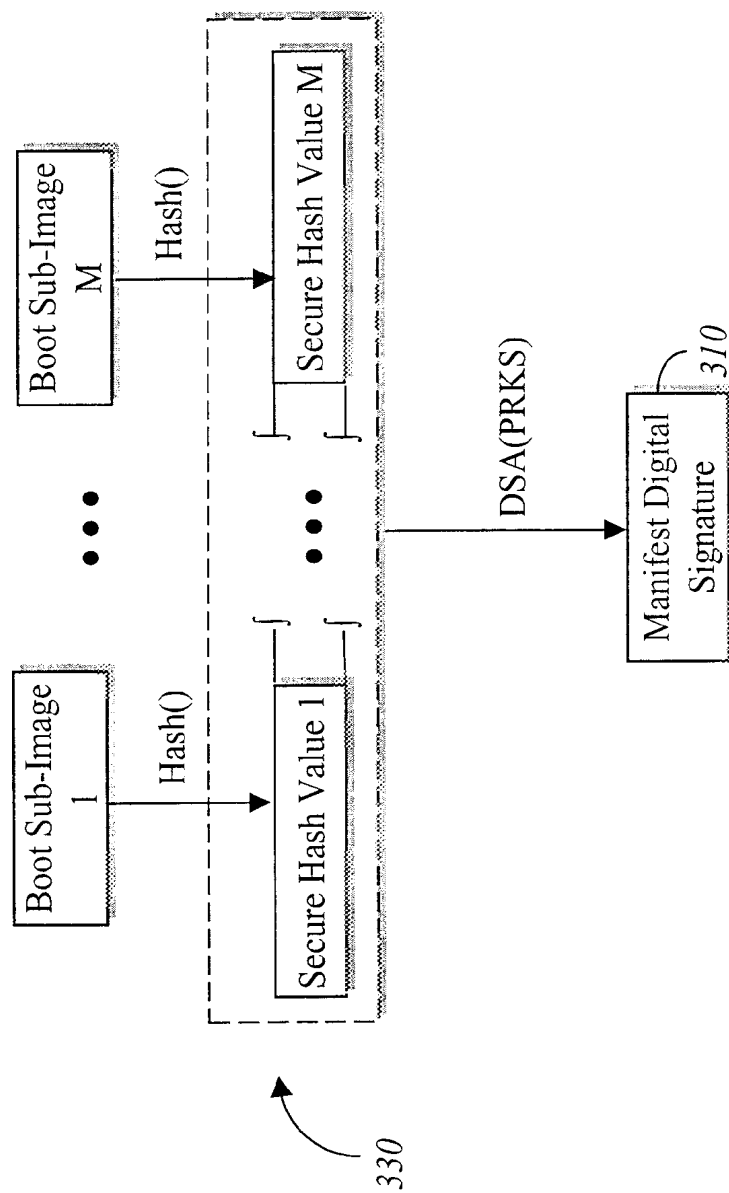 Boot Sub-Image
1
Boot Sub-Image
M
Hash()
Hash()
Secure Hash Value 1
Secure Hash Value M
330
DSA(PRKS)
Manifest Digital
Signature
310